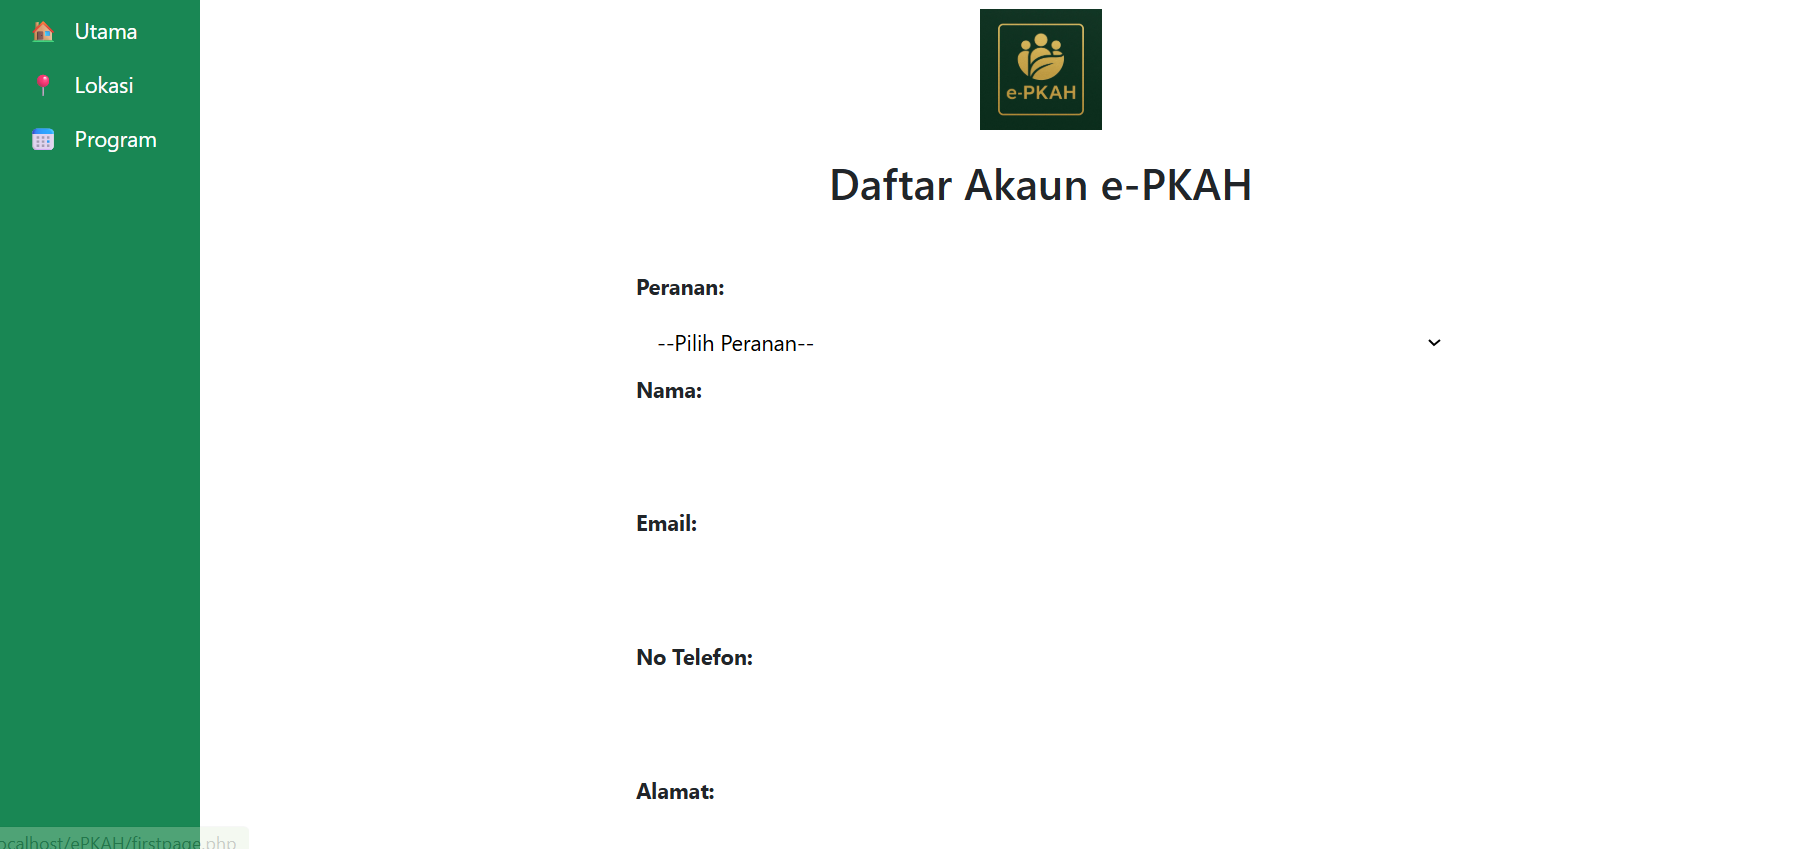 Utama
Lokasi
Program
e-PKAH
Daftar Akaun e-PKAH
Peranan:
--Pilih Peranan--
Nama:
Email:
No Telefon:
Alamat:
ocalhost/ePKAH/firstpage.php